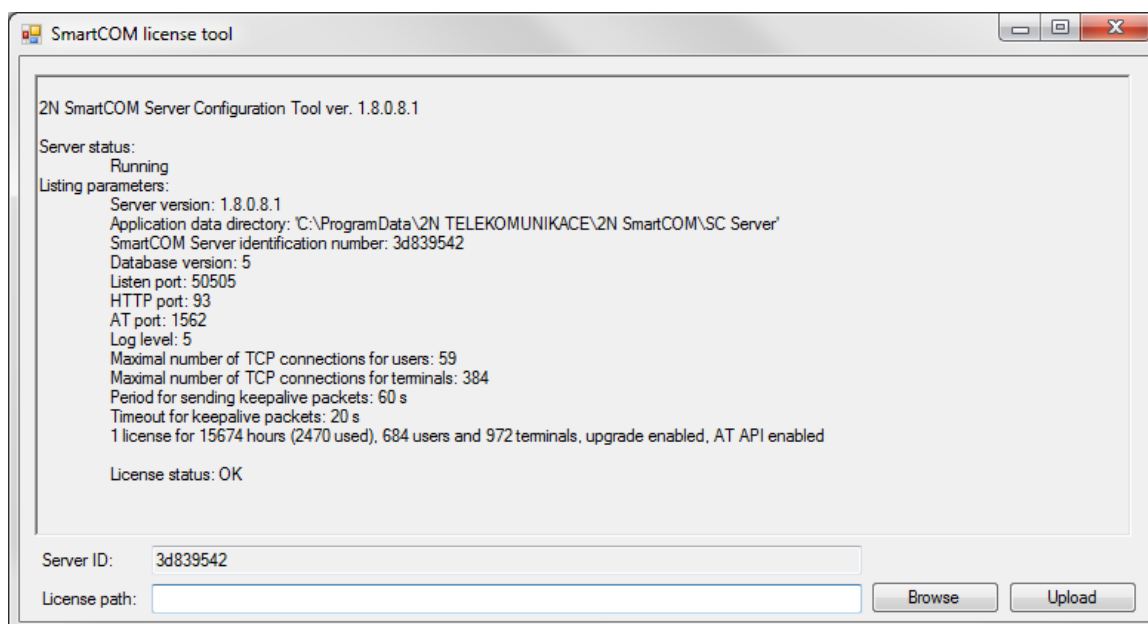 SmartCOM license tool
2N SmartCOM Server Configuration Tool ver. 1.8.0.8.1
Server status:
Running
Listing parameters:
Server version: 1.8.0.8.1
Application data directory: 'C:\ProgramData\2N TELEKOMUNIKACE\2N SmartCOM\SC Server'
SmartCOM Server identification number: 3d839542
Database version: 5
Listen port: 50505
HTTP port: 93
AT port: 1562
Log level: 5
Maximal number of TCP connections for users: 59
Maximal number of TCP connections for terminals: 384
Period for sending keepalive packets: 60 s
Timeout for keepalive packets: 20 s
1 license for 15674 hours (2470 used), 684 users and 972 terminals, upgrade enabled, AT API enabled
License status: OK
Server ID: 3d839542
License path: Browse Upload